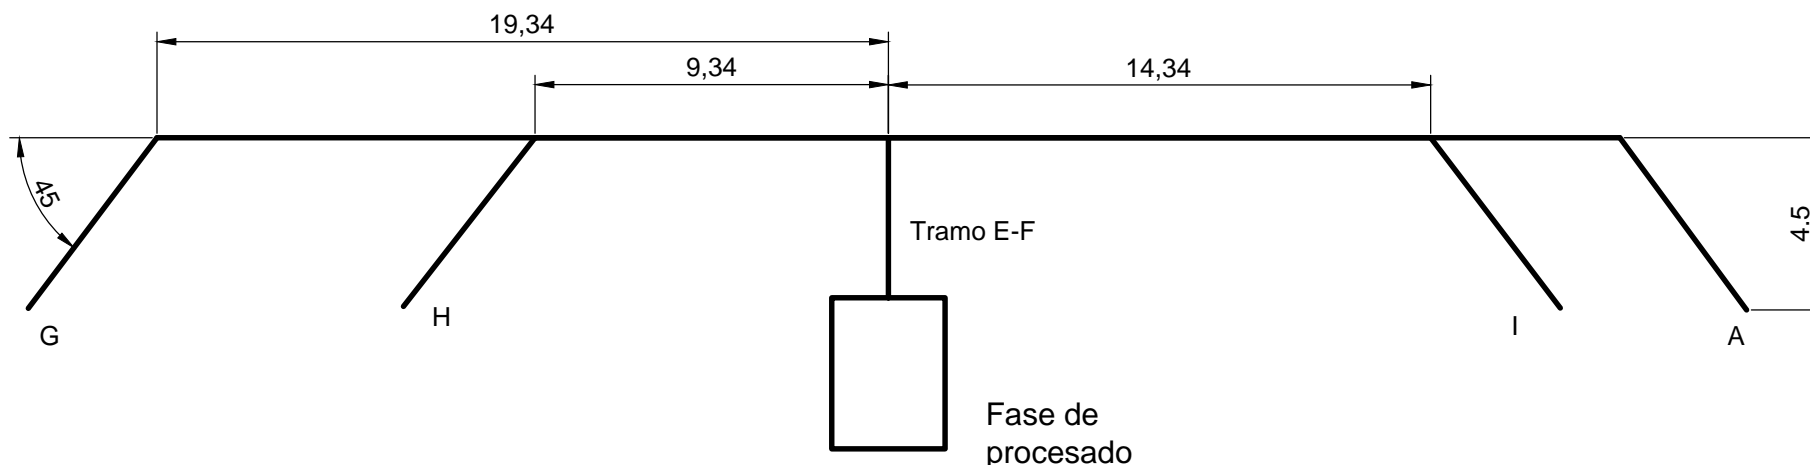 19,34
9,34
14,34
45
Tramo E-F
4.5
G
H
I
A
Fase de
procesado